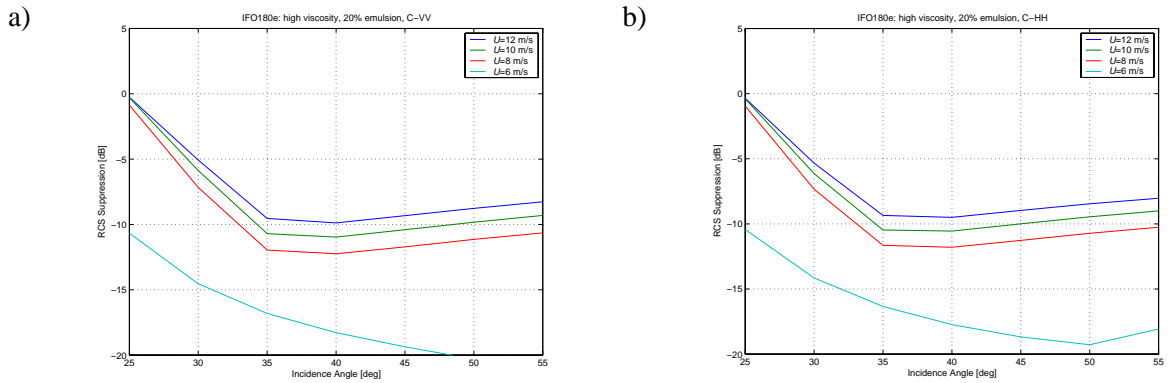 a)
IFO180e: high viscosity, 20% emulsion, C−VV
RCS Suppression [dB]
5
0
−5
−10
−15
−20
25 30 35 40 45 50 55
Incidence Angle [deg]
U=12 m/s
U=10 m/s
U=8 m/s
U=6 m/s
b)
IFO180e: high viscosity, 20% emulsion, C−HH
RCS Suppression [dB]
5
0
−5
−10
−15
−20
25 30 35 40 45 50 55
Incidence Angle [deg]
U=12 m/s
U=10 m/s
U=8 m/s
U=6 m/s